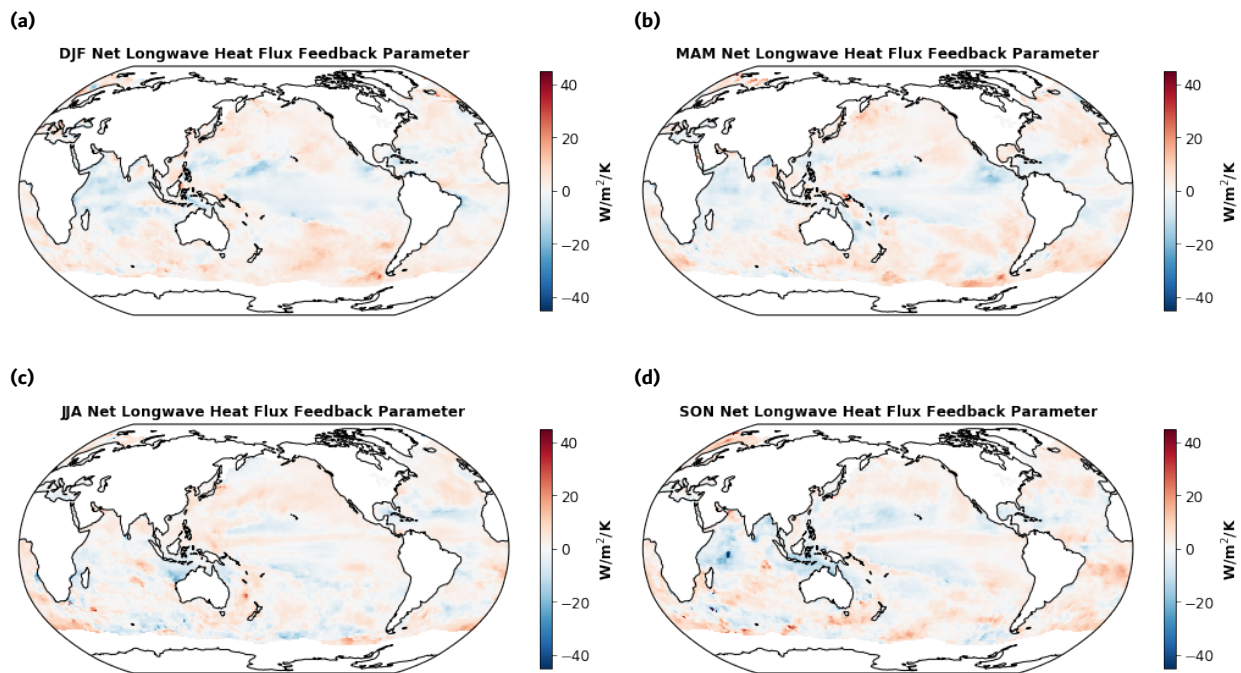 (a)
DJF Net Longwave Heat Flux Feedback Parameter
40
20
0
−20
−40
W/m²/K
(b)
MAM Net Longwave Heat Flux Feedback Parameter
40
20
0
−20
−40
W/m²/K
(c)
JJA Net Longwave Heat Flux Feedback Parameter
40
20
0
−20
−40
W/m²/K
(d)
SON Net Longwave Heat Flux Feedback Parameter
40
20
0
−20
−40
W/m²/K